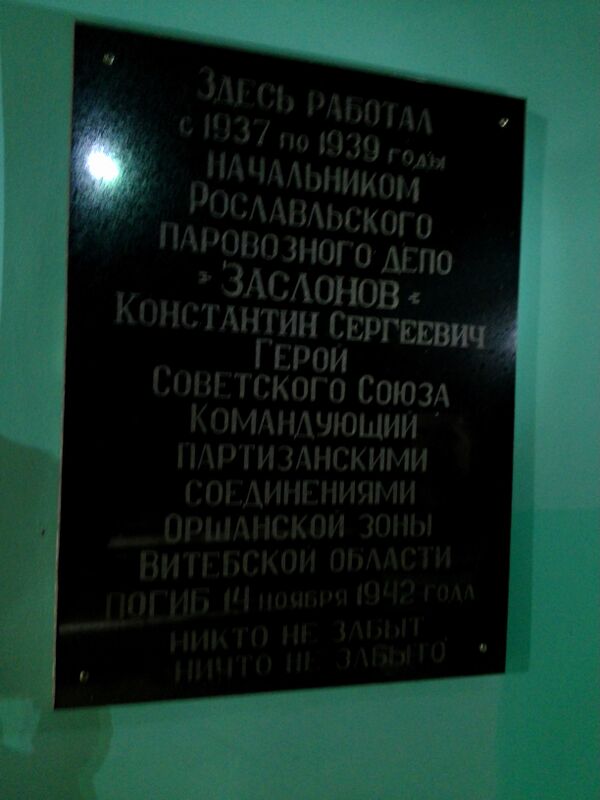 Здесь работал
с 1937 по 1939 годы
начальником
Рославльского
паровозного депо
Заслонов
Константин Сергеевич
Герой
Советского Союза
Командующий
партизанскими
соединениями
Оршанской зоны
Витебской области
погиб 14 ноября 1942 года
никто не забыт
ничто не забыто